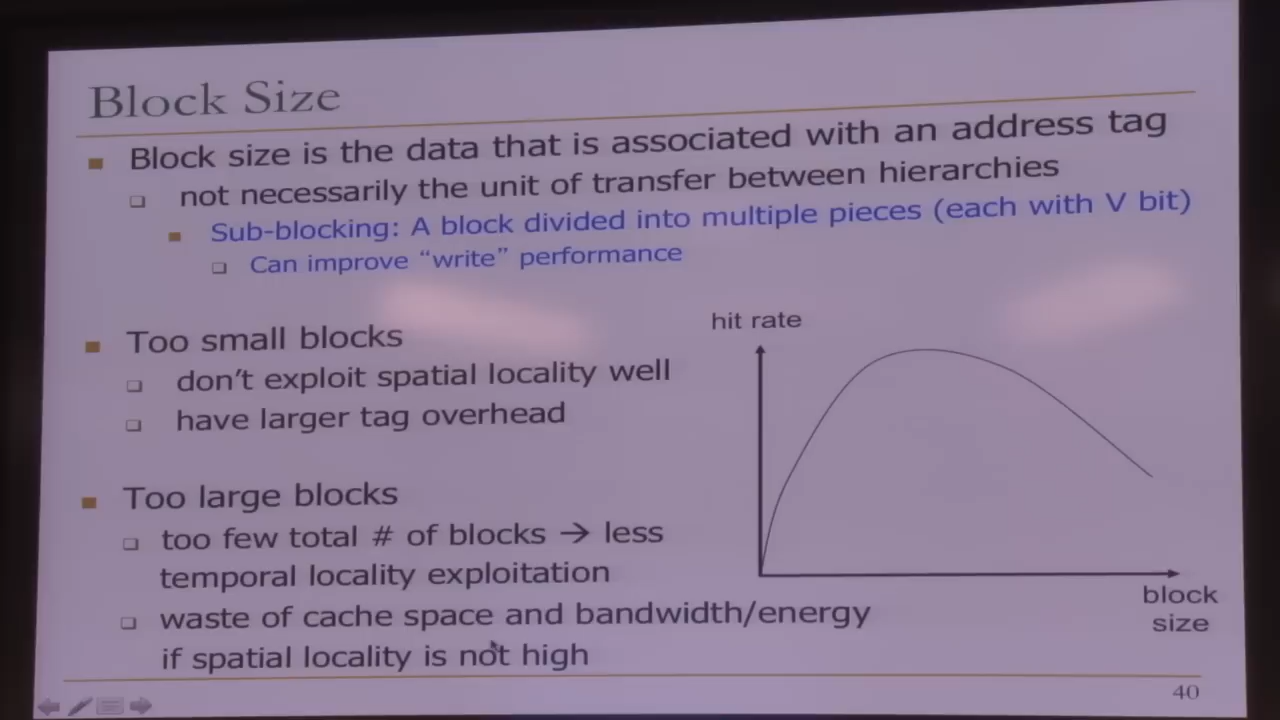 Block Size
Block size is the data that is associated with an address tag
not necessarily the unit of transfer between hierarchies
Sub-blocking: A block divided into multiple pieces (each with V bit)
Can improve “write” performance
Too small blocks
don’t exploit spatial locality well
have larger tag overhead
Too large blocks
too few total # of blocks → less
temporal locality exploitation
waste of cache space and bandwidth/energy
if spatial locality is not high
hit rate
block
size
40